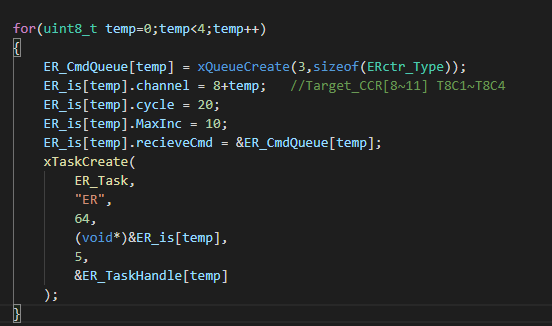 for(uint8_t temp=0;temp<4;temp++)
{
    ER_CmdQueue[temp] = xQueueCreate(3,sizeof(ERctr_Type));
    ER_is[temp].channel = 8+temp;   //Target_CCR[8~11] T8C1~T8C4
    ER_is[temp].cycle = 20;
    ER_is[temp].MaxInc = 10;
    ER_is[temp].recieveCmd = &ER_CmdQueue[temp];
    xTaskCreate(
        ER_Task,
        "ER",
        64,
        (void*)&ER_is[temp],
        5,
        &ER_TaskHandle[temp]
    );
}